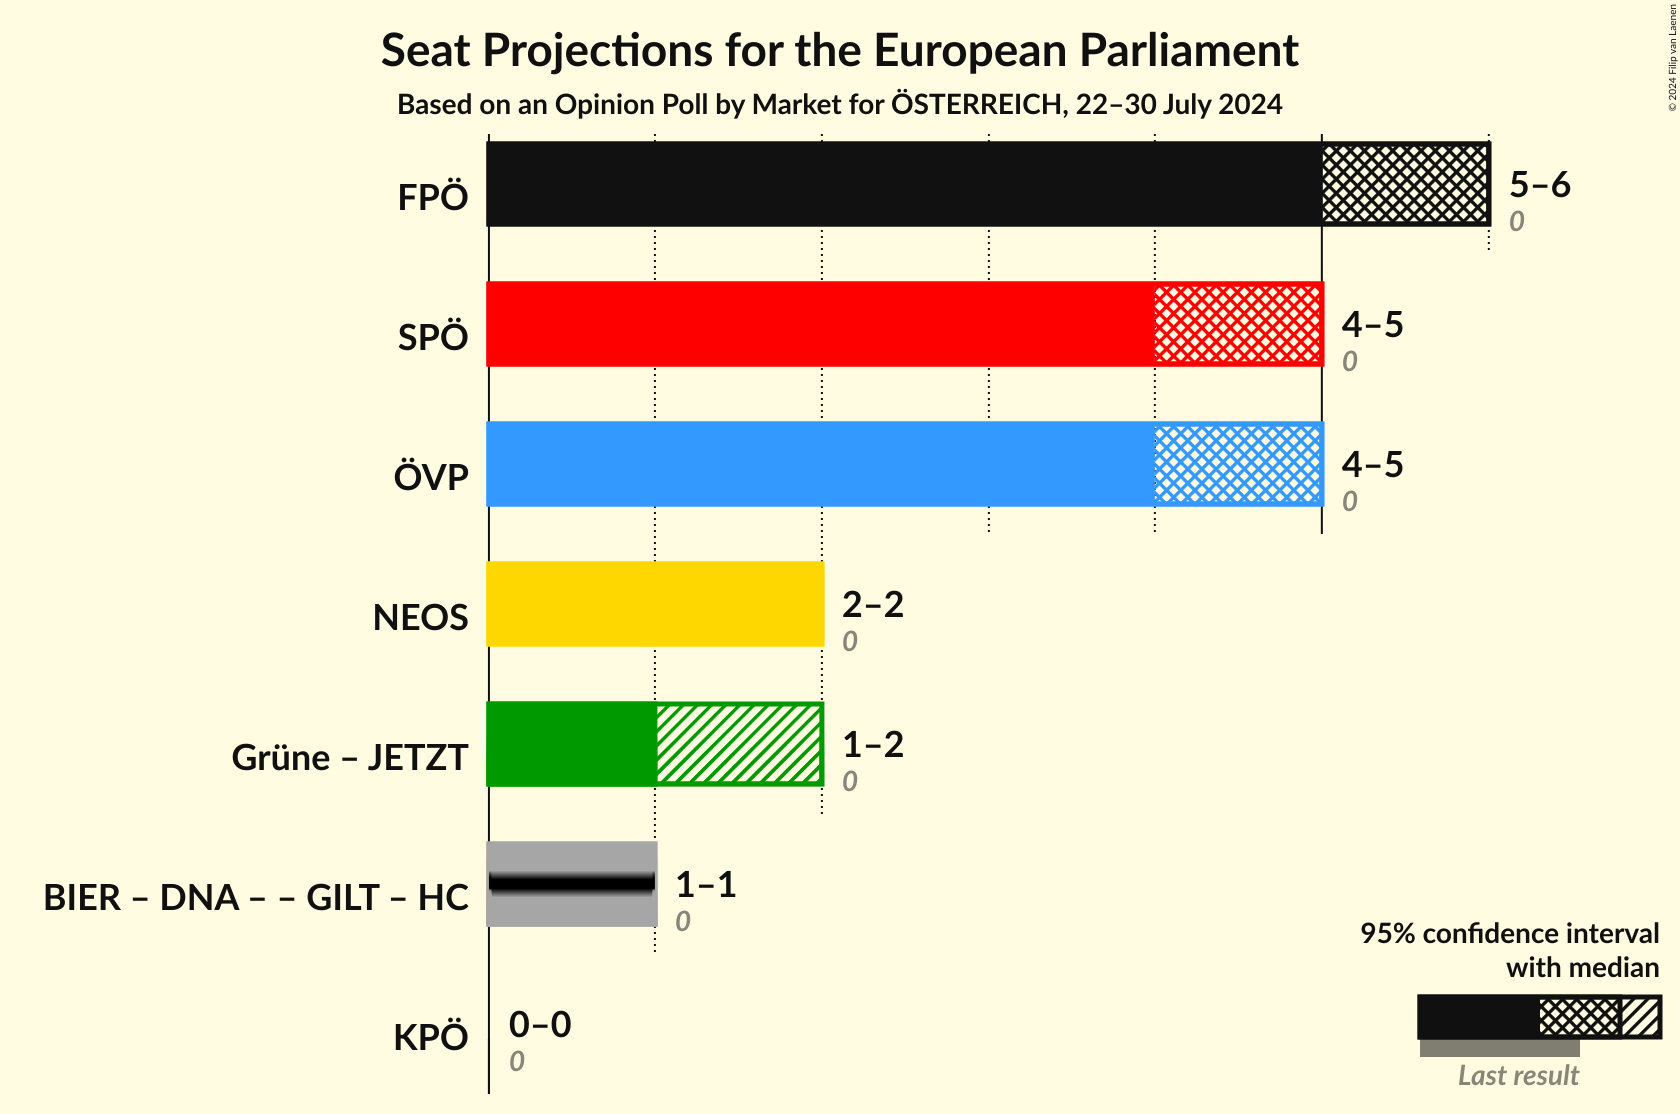 Seat Projections for the European Parliament
Based on an Opinion Poll by Market for ÖSTERREICH, 22–30 July 2024
© 2024 Filip van Laenen
FPÖ
5–6
0
SPÖ
4–5
0
ÖVP
4–5
0
NEOS
2–2
0
Grüne – JETZT
1–2
0
BIER – DNA – – GILT – HC
1–1
0
KPÖ
0–0
0
95% confidence interval
with median
Last result